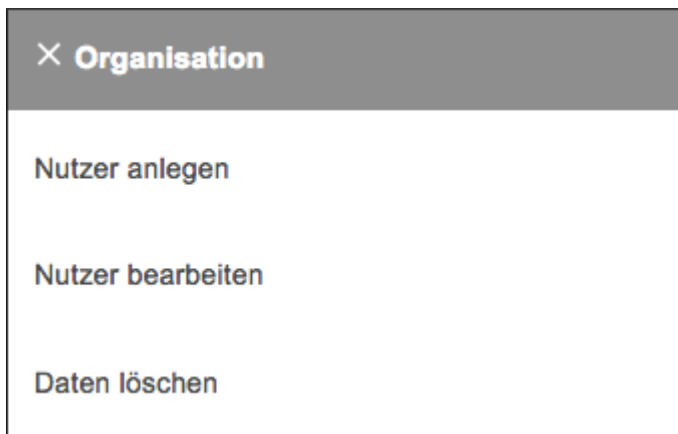 Organisation
Nutzer anlegen
Nutzer bearbeiten
Daten löschen